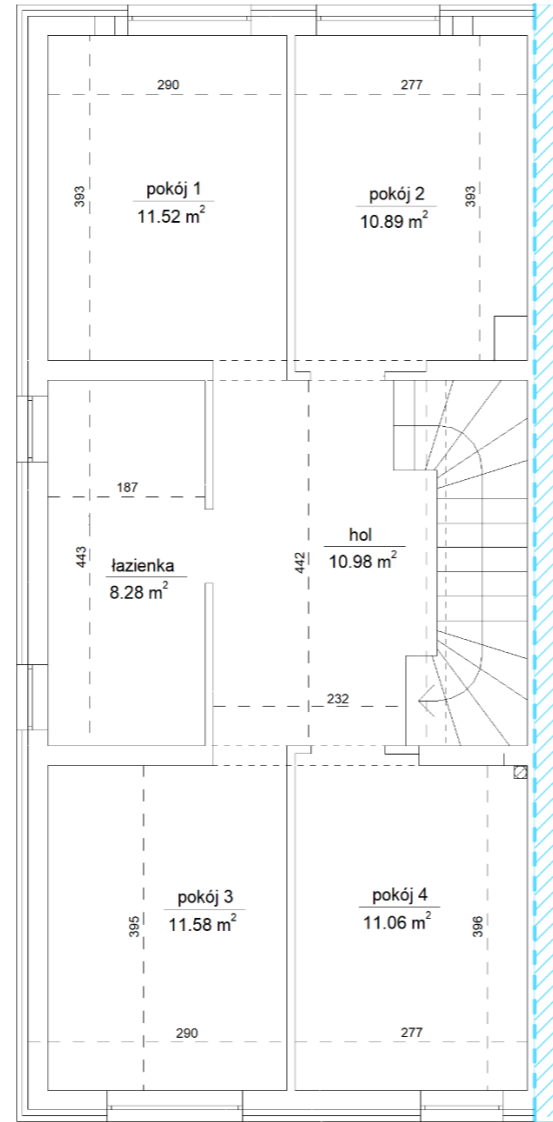 290
277
393
pokój 1
11.52 m²
pokój 2
10.89 m²
393
187
443
łazienka
8.28 m²
442
hol
10.98 m²
232
pokój 3
11.58 m²
395
pokój 4
11.06 m²
396
290
277